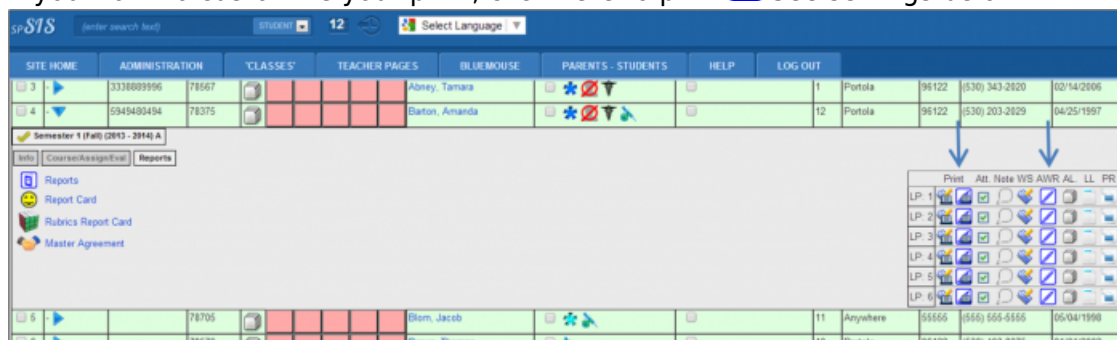 spSIS (enter search text) STUDENT 12 Select Language ▼
SITE HOME ADMINISTRATION 'CLASSES' TEACHER PAGES BLUEMOUSE PARENTS - STUDENTS HELP LOG OUT
3 - 3338889996 78567 Abney, Tamara 1 Portola 96122 (530) 343-2020 02/14/2006
4 - 5949480494 78375 Barton, Amanda 12 Portola 96122 (530) 203-2029 04/25/1997
Semester 1 (Fall) (2013 - 2014) A
Info Course/Assign/Eval Reports
Print Att. Note WS AWR AL. LL PR
Reports
LP: 1
Report Card
LP: 2
Rubrics Report Card
LP: 3
Master Agreement
LP: 4
LP: 5
LP: 6
5 - 78705 Blom, Jacob 11 Anywhere 55555 (555) 555-5555 05/04/1998